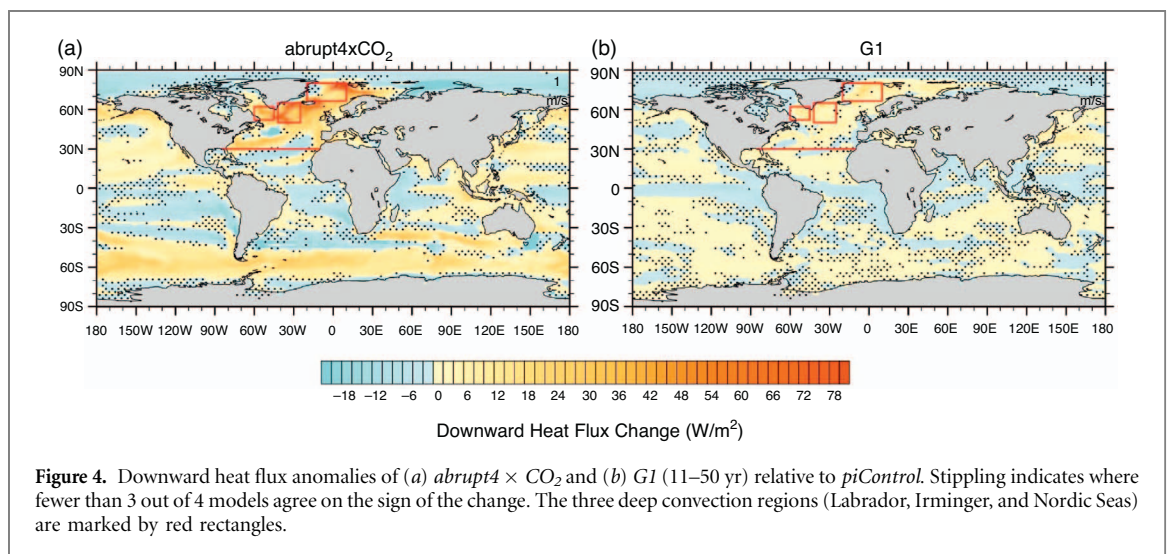 (a) abrupt4xCO2 (b) G1
90N 90N
1 1
m/s m/s
60N 60N
30N 30N
0 0
30S 30S
60S 60S
90S 90S
180 150W 120W 90W 60W 30W 0 30E 60E 90E 120E 150E 180 180 150W 120W 90W 60W 30W 0 30E 60E 90E 120E 150E 180
−18 −12 −6 0 6 12 18 24 30 36 42 48 54 60 66 72 78
Downward Heat Flux Change (W/m²)
Figure 4. Downward heat flux anomalies of (a) abrupt4 × CO2 and (b) G1 (11–50 yr) relative to piControl. Stippling indicates where
fewer than 3 out of 4 models agree on the sign of the change. The three deep convection regions (Labrador, Irminger, and Nordic Seas)
are marked by red rectangles.